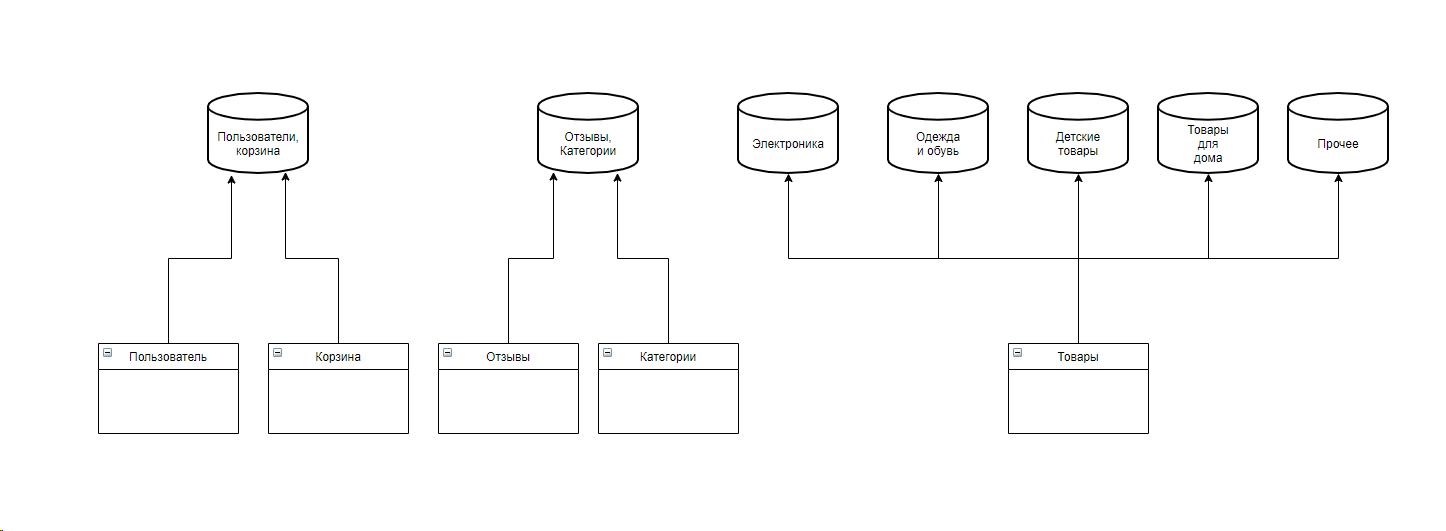 Пользователи,
корзина
Отзывы,
Категории
Электроника
Одежда
и обувь
Детские
товары
Товары
для
дома
Прочее
Пользователь
Корзина
Отзывы
Категории
Товары